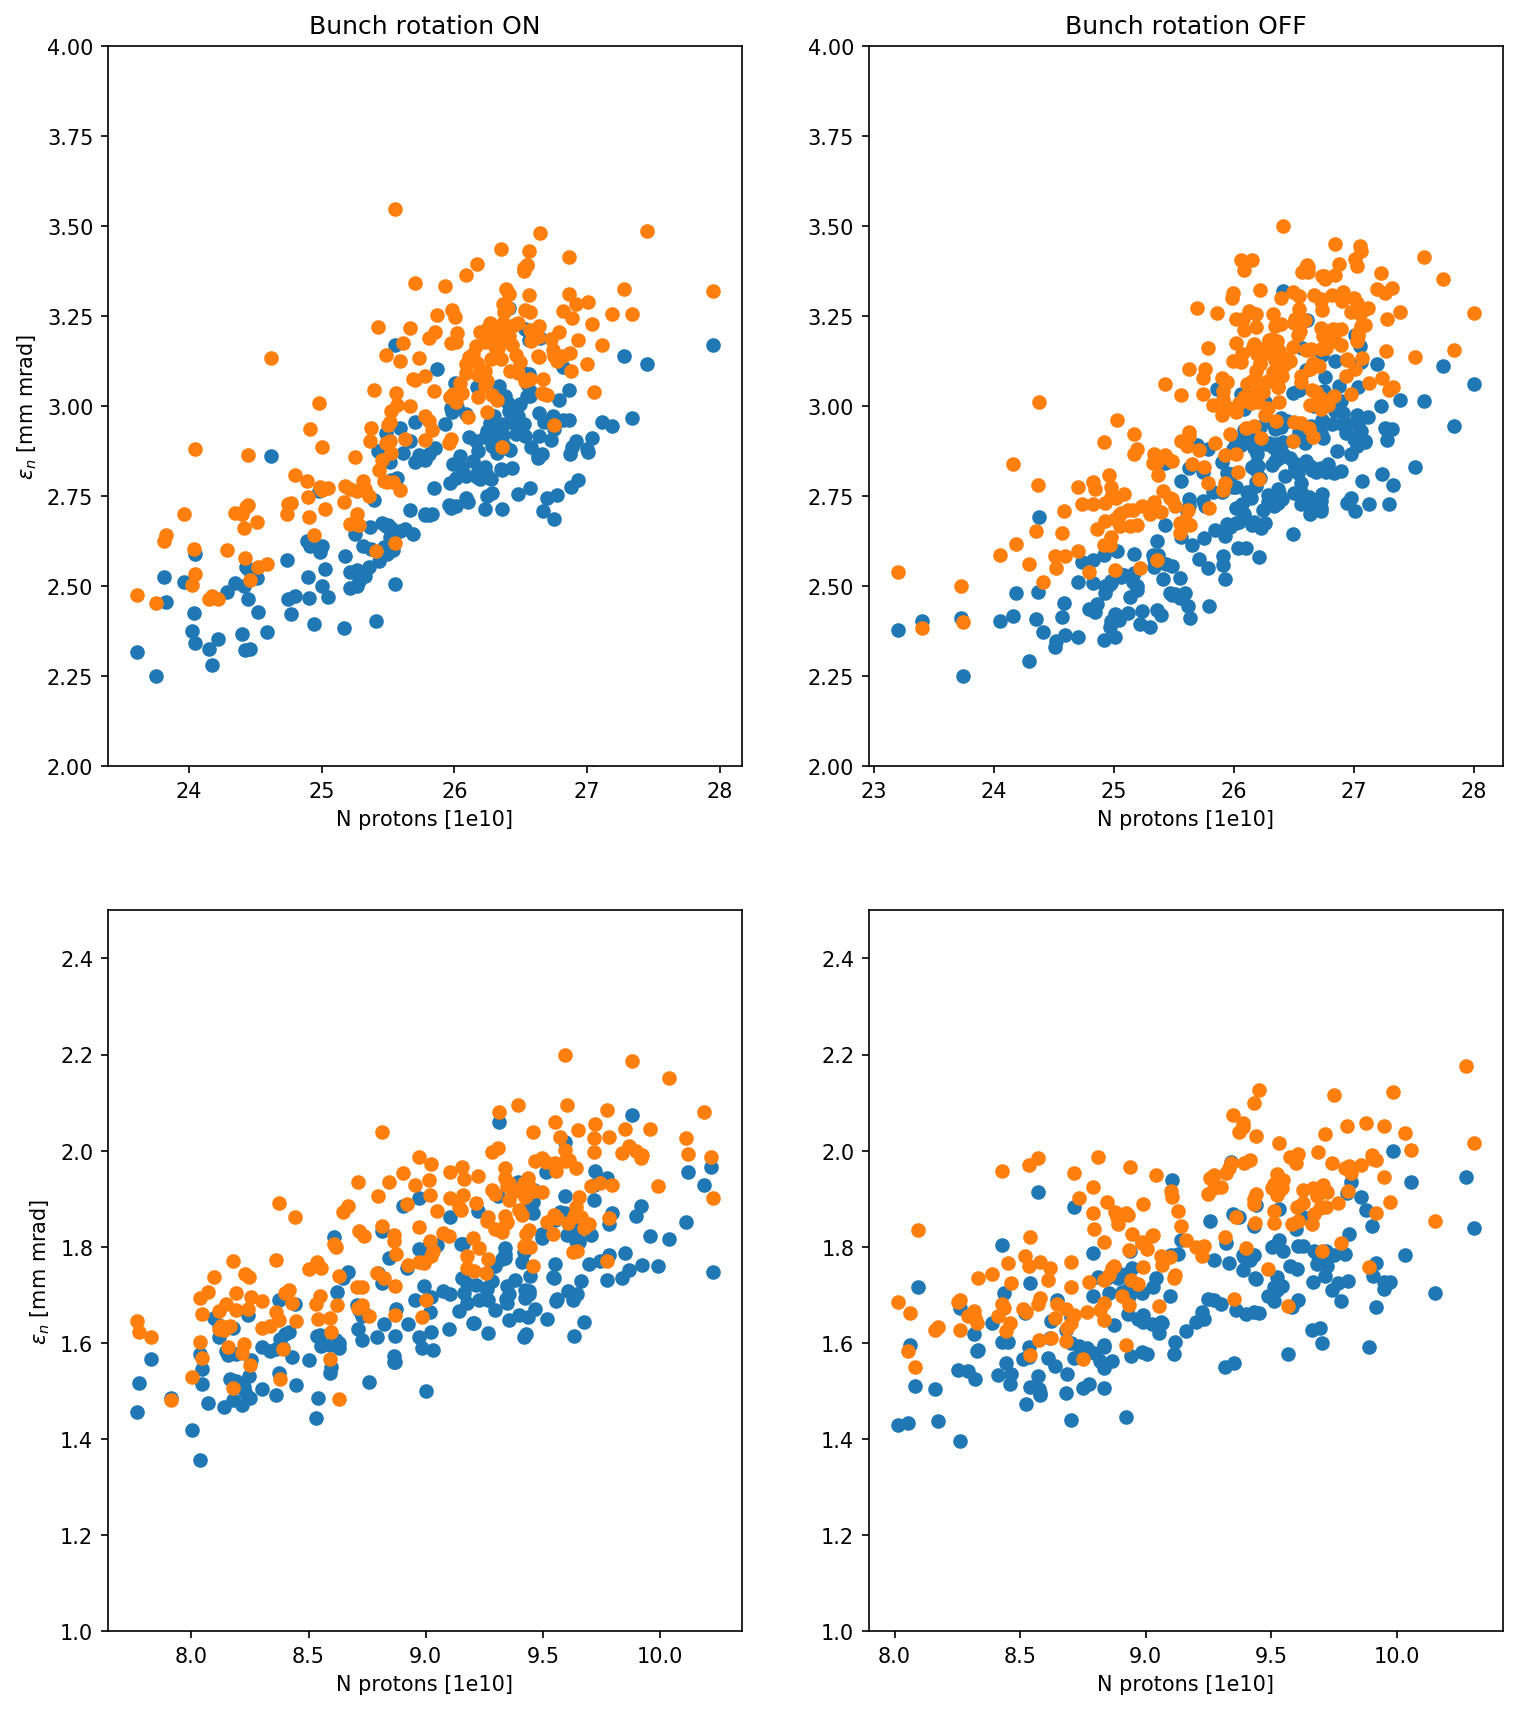 Bunch rotation ON
4.00
3.75
3.50
3.25
3.00
2.75
2.50
2.25
2.00
εn [mm mrad]
24 25 26 27 28
N protons [1e10]
Bunch rotation OFF
4.00
3.75
3.50
3.25
3.00
2.75
2.50
2.25
2.00
23 24 25 26 27 28
N protons [1e10]
2.4
2.2
2.0
1.8
1.6
1.4
1.2
1.0
εn [mm mrad]
8.0 8.5 9.0 9.5 10.0
N protons [1e10]
2.4
2.2
2.0
1.8
1.6
1.4
1.2
1.0
8.0 8.5 9.0 9.5 10.0
N protons [1e10]